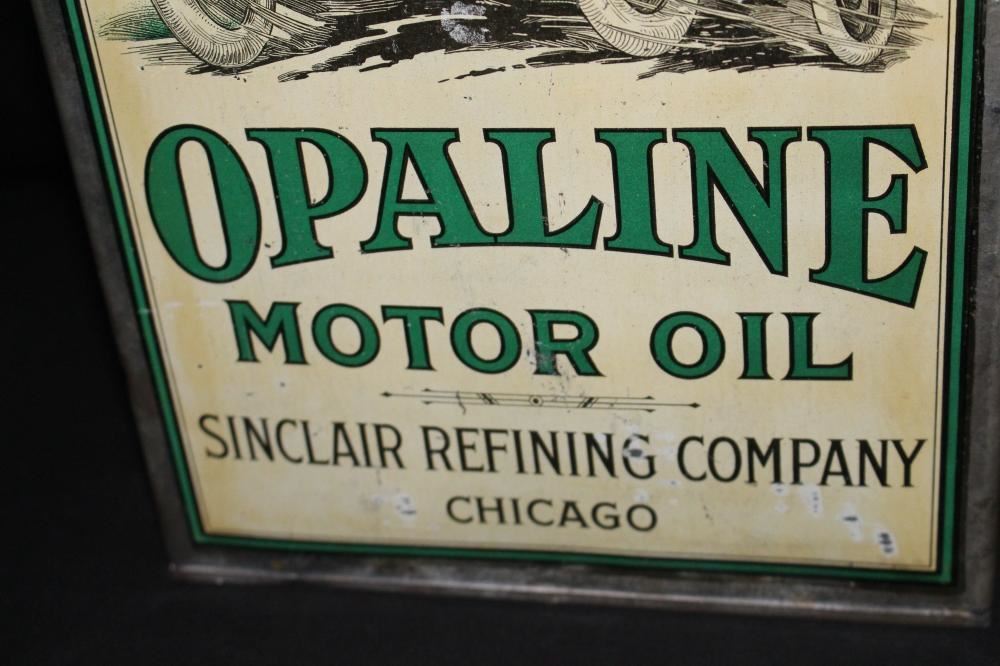 OPALINE
MOTOR OIL
SINCLAIR REFINING COMPANY
CHICAGO